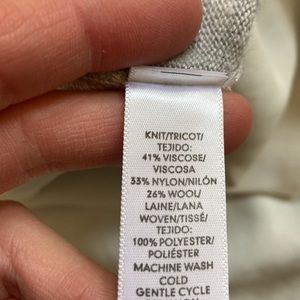 KNIT/TRICOT/
TEJIDO:
41% VISCOSE/
VISCOSA
33% NYLON/NILÓN
26% WOOL/
LAINE/LANA
WOVEN/TISSÉ/
TEJIDO:
100% POLYESTER/
POLIÉSTER
MACHINE WASH
COLD
GENTLE CYCLE